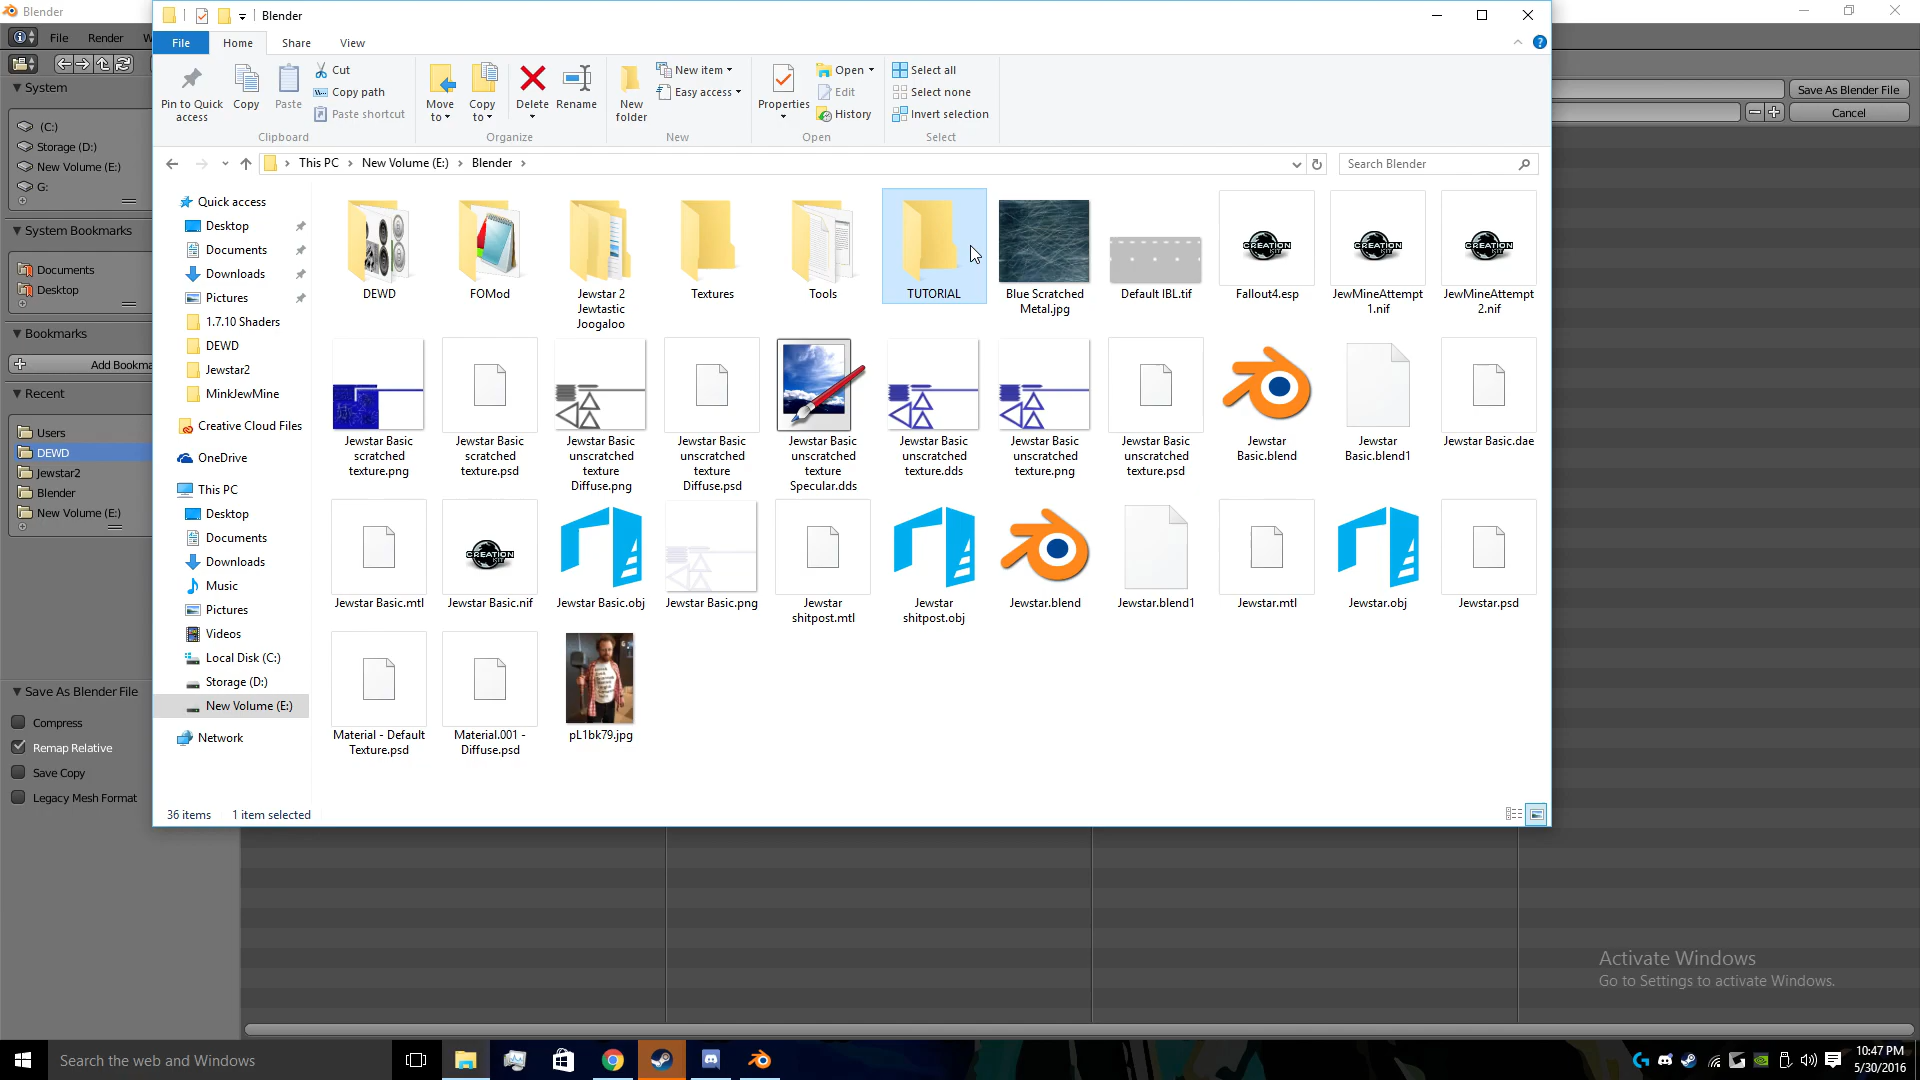 Blender
Blender
File
Render
File
Home
Share
View
Pin to Quick
access
Copy
Paste
Cut
Copy path
Paste shortcut
Clipboard
Move
to
Copy
to
Delete
Rename
Organize
New
folder
New item
Easy access
New
Properties
Open
Edit
History
Open
Select all
Select none
Invert selection
Select
Save As Blender File
Cancel
This PC
New Volume (E:)
Blender
Search Blender
System
(C:)
Storage (D:)
New Volume (E:)
G:
System Bookmarks
Documents
Desktop
Bookmarks
Add Bookma
Recent
Users
DEWD
Jewstar2
Blender
New Volume (E:)
Save As Blender File
Compress
Remap Relative
Save Copy
Legacy Mesh Format
Quick access
Desktop
Documents
Downloads
Pictures
1.7.10 Shaders
DEWD
Jewstar2
MinkJewMine
Creative Cloud Files
OneDrive
This PC
Desktop
Documents
Downloads
Music
Pictures
Videos
Local Disk (C:)
Storage (D:)
New Volume (E:)
Network
DEWD
FOMod
Jewstar 2
Jewtastic
Joogaloo
Textures
Tools
TUTORIAL
Blue Scratched
Metal.jpg
Default IBL.tif
CREATION
KIT
Fallout4.esp
CREATION
KIT
JewMineAttempt
1.nif
CREATION
KIT
JewMineAttempt
2.nif
Jewstar Basic
scratched
texture.png
Jewstar Basic
scratched
texture.psd
Jewstar Basic
unscratched
texture
Diffuse.png
Jewstar Basic
unscratched
texture
Diffuse.psd
Jewstar Basic
unscratched
texture
Specular.dds
Jewstar Basic
unscratched
texture.dds
Jewstar Basic
unscratched
texture.png
Jewstar Basic
unscratched
texture.psd
Jewstar
Basic.blend
Jewstar
Basic.blend1
Jewstar Basic.dae
Jewstar Basic.mtl
CREATION
KIT
Jewstar Basic.nif
Jewstar Basic.obj
Jewstar Basic.png
Jewstar
shitpost.mtl
Jewstar
shitpost.obj
Jewstar.blend
Jewstar.blend1
Jewstar.mtl
Jewstar.obj
Jewstar.psd
Material - Default
Texture.psd
Material.001 -
Diffuse.psd
pL1bk79.jpg
36 items
1 item selected
Activate Windows
Go to Settings to activate Windows.
Search the web and Windows
10:47 PM
5/30/2016